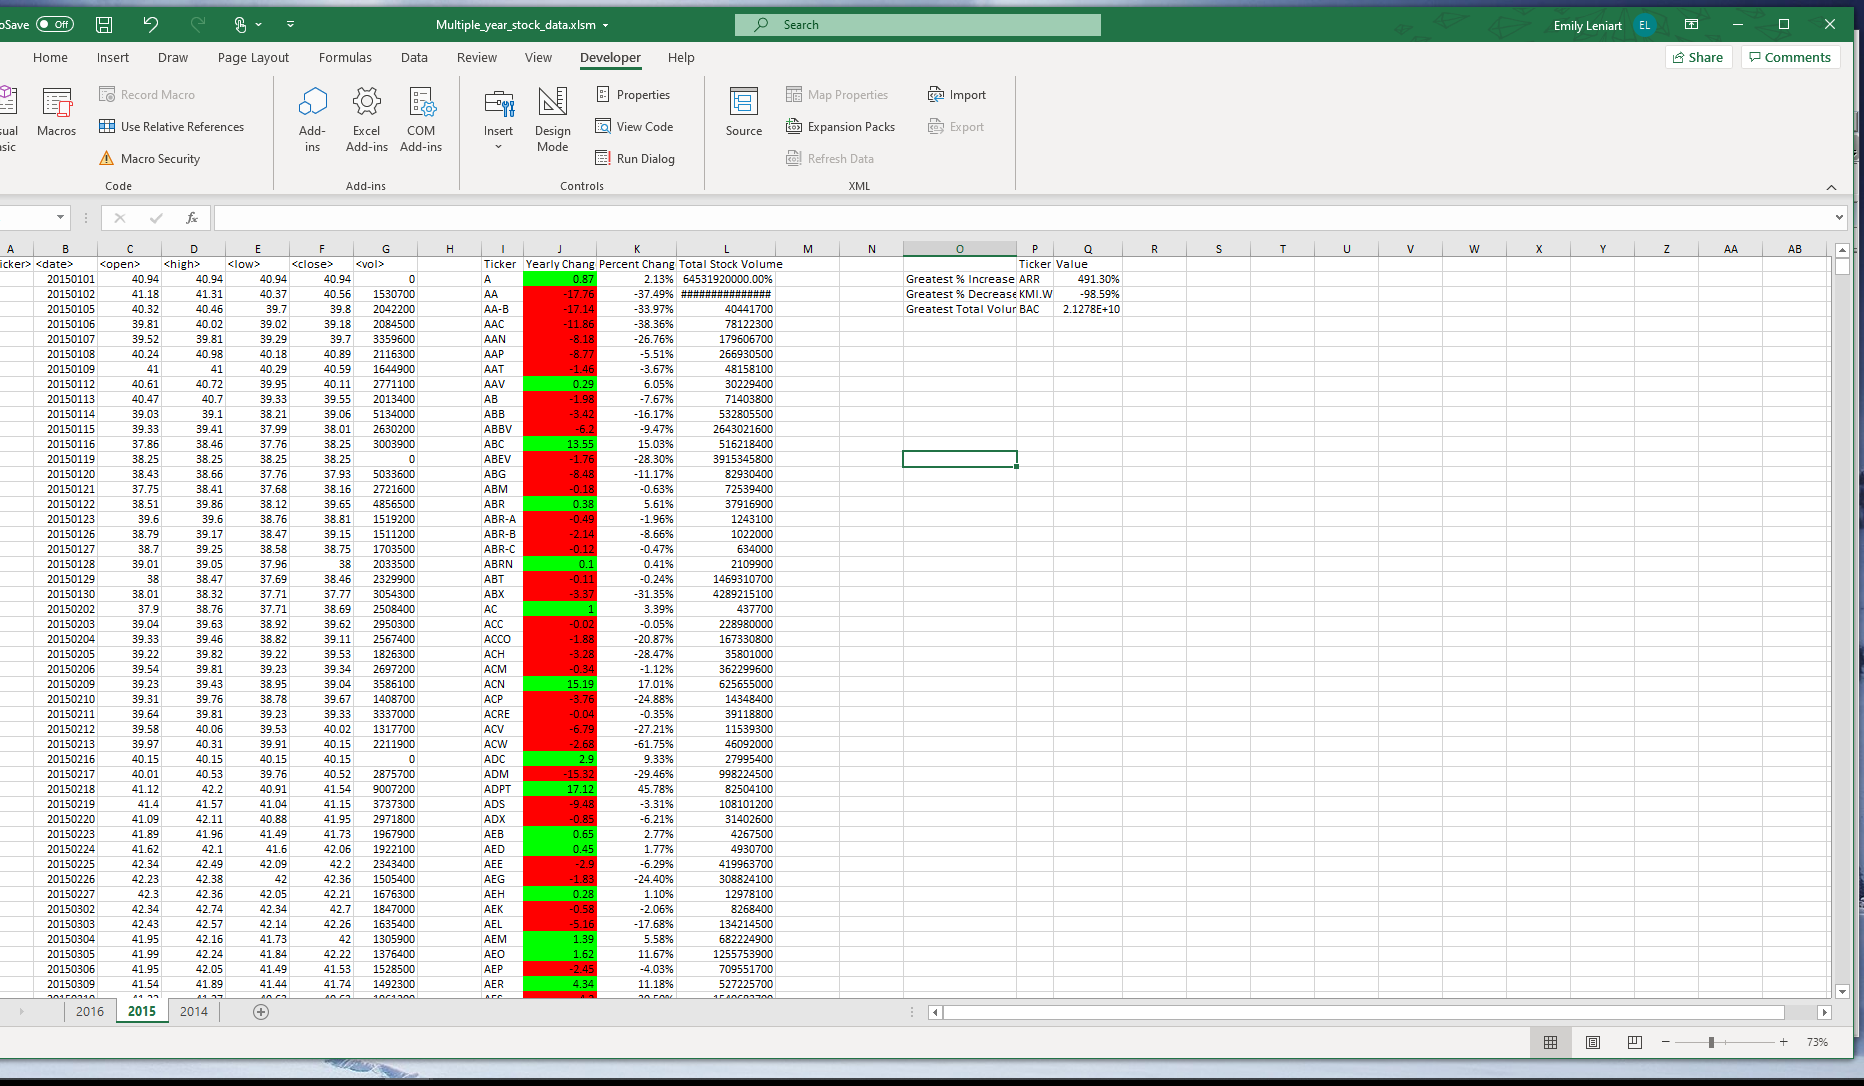 oSave Off Multiple_year_stock_data.xlsm Search Emily Leniart EL
Home Insert Draw Page Layout Formulas Data Review View Developer Help Share Comments
Record Macro Properties Map Properties Import
sual Macros Use Relative References Add- Excel COM Insert Design View Code Source Expansion Packs Export
sic Macro Security ins Add-ins Add-ins Mode Run Dialog Refresh Data
Code Add-ins Controls XML
fx
A B C D E F G H I J K L M N O P Q R S T U V W X Y Z AA AB
icker> <date> <open> <high> <low> <close> <vol> Ticker Yearly Chang Percent Chang Total Stock Volume Ticker Value
20150101 40.94 40.94 40.94 40.94 0 A 0.87 2.13% 64531920000.00% Greatest % Increase ARR 491.30%
20150102 41.18 41.31 40.37 40.56 1530700 AA -17.76 -37.49% ############### Greatest % Decrease KMI.W -98.59%
20150105 40.32 40.46 39.7 39.8 2042200 AA-B -17.14 -33.97% 40441700 Greatest Total Volur BAC 2.1278E+10
20150106 39.81 40.02 39.02 39.18 2084500 AAC -11.86 -38.36% 78122300
20150107 39.52 39.81 39.29 39.7 3359600 AAN -8.18 -26.76% 179606700
20150108 40.24 40.98 40.18 40.89 2116300 AAP -8.77 -5.51% 266930500
20150109 41 41 40.29 40.59 1644900 AAT -1.46 -3.67% 48158100
20150112 40.61 40.72 39.95 40.11 2771100 AAV 0.29 6.05% 30229400
20150113 40.47 40.7 39.33 39.55 2013400 AB -1.98 -7.67% 71403800
20150114 39.03 39.1 38.21 39.06 5134000 ABB -3.42 -16.17% 532805500
20150115 39.33 39.41 37.99 38.01 2630200 ABBV -6.2 -9.47% 2643021600
20150116 37.86 38.46 37.76 38.25 3003900 ABC 13.55 15.03% 516218400
20150119 38.25 38.25 38.25 38.25 0 ABEV -1.76 -28.30% 3915345800
20150120 38.43 38.66 37.76 37.93 5033600 ABG -8.48 -11.17% 82930400
20150121 37.75 38.41 37.68 38.16 2721600 ABM -0.18 -0.63% 72539400
20150122 38.51 39.86 38.12 39.65 4856500 ABR 0.38 5.61% 37916900
20150123 39.6 39.6 38.76 38.81 1519200 ABR-A -0.49 -1.96% 1243100
20150126 38.79 39.17 38.47 39.15 1511200 ABR-B -2.14 -8.66% 1022000
20150127 38.7 39.25 38.58 38.75 1703500 ABR-C -0.12 -0.47% 634000
20150128 39.01 39.05 37.96 38 2033500 ABRN 0.1 0.41% 2109900
20150129 38 38.47 37.69 38.46 2329900 ABT -0.11 -0.24% 1469310700
20150130 38.01 38.32 37.71 37.77 3054300 ABX -3.37 -31.35% 4289215100
20150202 37.9 38.76 37.71 38.69 2508400 AC 1 3.39% 437700
20150203 39.04 39.63 38.92 39.62 2950300 ACC -0.02 -0.05% 228980000
20150204 39.33 39.46 38.82 39.11 2567400 ACCO -1.88 -20.87% 167330800
20150205 39.22 39.82 39.22 39.53 1826300 ACH -3.28 -28.47% 35801000
20150206 39.54 39.81 39.23 39.34 2697200 ACM -0.34 -1.12% 362299600
20150209 39.23 39.43 38.95 39.04 3586100 ACN 15.19 17.01% 625655000
20150210 39.31 39.76 38.78 39.67 1408700 ACP -3.76 -24.88% 14348400
20150211 39.64 39.81 39.23 39.33 3337000 ACRE -0.04 -0.35% 39118800
20150212 39.58 40.06 39.53 40.02 1317700 ACV -6.79 -27.21% 11539300
20150213 39.97 40.31 39.91 40.15 2211900 ACW -2.68 -61.75% 46092000
20150216 40.15 40.15 40.15 40.15 0 ADC 2.9 9.33% 27995400
20150217 40.01 40.53 39.76 40.52 2875700 ADM -15.32 -29.46% 998224500
20150218 41.12 42.2 40.91 41.54 9007200 ADPT 17.12 45.78% 82504100
20150219 41.4 41.57 41.04 41.15 3737300 ADS -9.48 -3.31% 108101200
20150220 41.09 42.11 40.88 41.95 2971800 ADX -0.85 -6.21% 31402600
20150223 41.89 41.96 41.49 41.73 1967900 AEB 0.65 2.77% 4267500
20150224 41.62 42.1 41.6 42.06 1922100 AED 0.45 1.77% 4930700
20150225 42.34 42.49 42.09 42.2 2343400 AEE -2.9 -6.29% 419963700
20150226 42.23 42.38 42 42.36 1505400 AEG -1.83 -24.40% 308824100
20150227 42.3 42.36 42.05 42.21 1676300 AEH 0.28 1.10% 12978100
20150302 42.34 42.74 42.34 42.7 1847000 AEK -0.58 -2.06% 8268400
20150303 42.43 42.57 42.14 42.26 1635400 AEL -5.16 -17.68% 134214500
20150304 41.95 42.16 41.73 42 1305900 AEM 1.39 5.58% 682224900
20150305 41.99 42.24 41.84 42.22 1376400 AEO 1.62 11.67% 1255753900
20150306 41.95 42.05 41.49 41.53 1528500 AEP -2.45 -4.03% 709551700
20150309 41.54 41.89 41.44 41.74 1492300 AER 4.34 11.18% 527225700
2016 2015 2014
73%